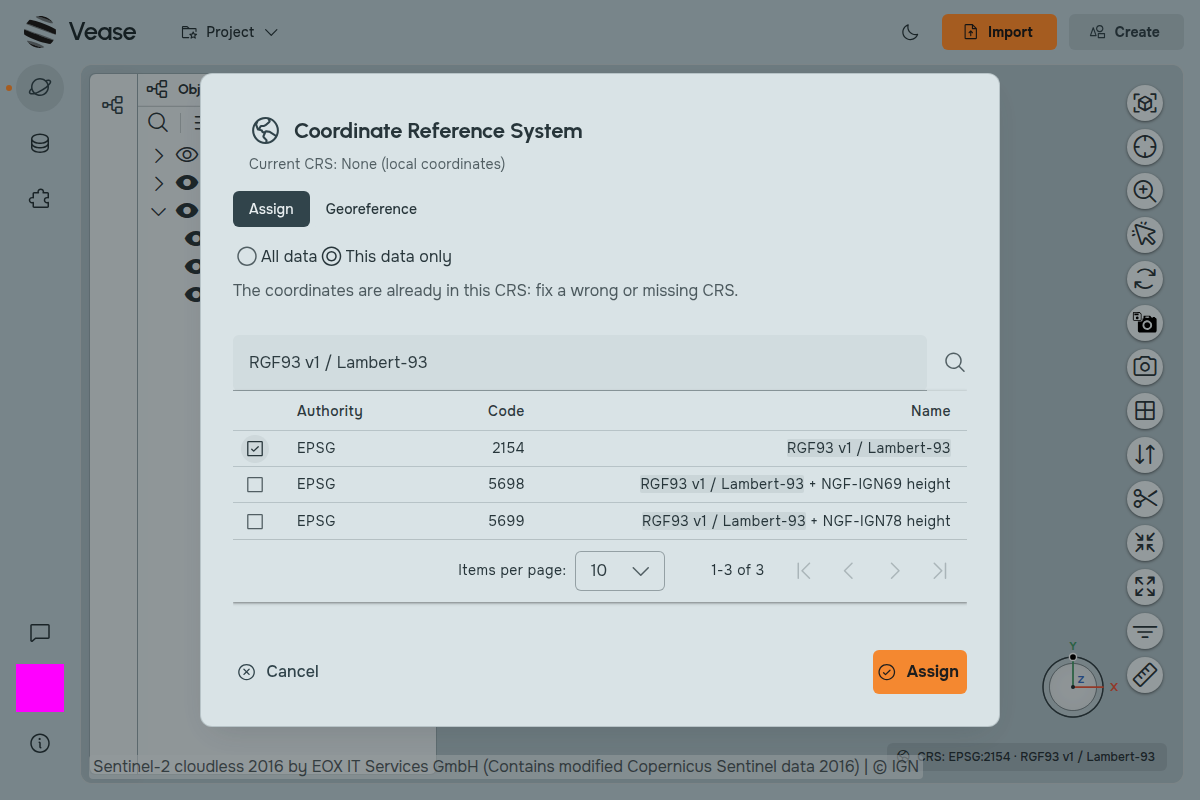 Vease
Project
Import
Create
Obj
Coordinate Reference System
Current CRS: None (local coordinates)
Assign
Georeference
All data
This data only
The coordinates are already in this CRS: fix a wrong or missing CRS.
RGF93 v1 / Lambert-93
Authority Code Name
EPSG 2154 RGF93 v1 / Lambert-93
EPSG 5698 RGF93 v1 / Lambert-93 + NGF-IGN69 height
EPSG 5699 RGF93 v1 / Lambert-93 + NGF-IGN78 height
Items per page: 10 1-3 of 3
Cancel
Assign
Y
Z
X
CRS: EPSG:2154 · RGF93 v1 / Lambert-93
Sentinel-2 cloudless 2016 by EOX IT Services GmbH (Contains modified Copernicus Sentinel data 2016) | © IGN